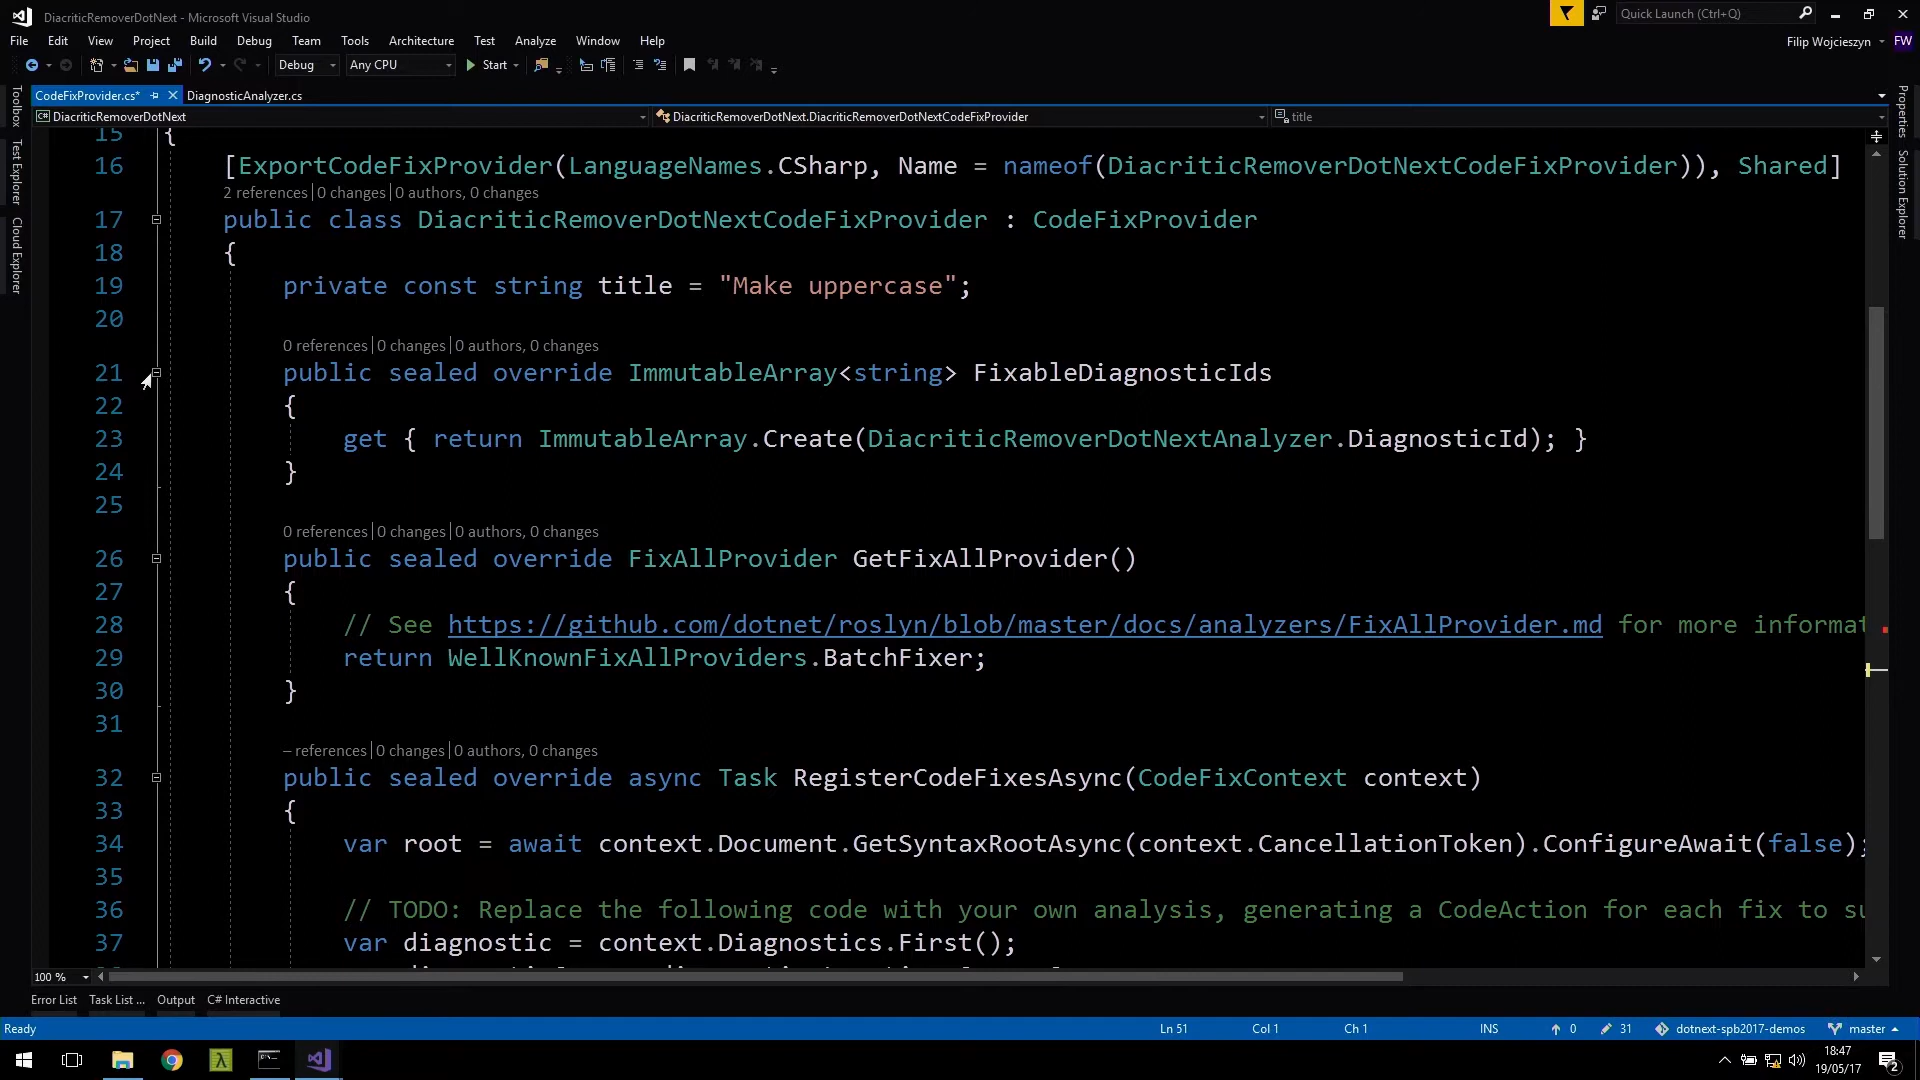 DiacriticRemoverDotNext - Microsoft Visual Studio
Quick Launch (Ctrl+Q)
File Edit View Project Build Debug Team Tools Architecture Test Analyze Window Help
Filip Wojcieszyn FW
Debug Any CPU Start
CodeFixProvider.cs* DiagnosticAnalyzer.cs
DiacriticRemoverDotNext DiacriticRemoverDotNext.DiacriticRemoverDotNextCodeFixProvider title
Toolbox
Test Explorer
Cloud Explorer
Properties
Solution Explorer
15 {
16 [ExportCodeFixProvider(LanguageNames.CSharp, Name = nameof(DiacriticRemoverDotNextCodeFixProvider)), Shared]
2 references | 0 changes | 0 authors, 0 changes
17 public class DiacriticRemoverDotNextCodeFixProvider : CodeFixProvider
18 {
19 private const string title = "Make uppercase";
20
0 references | 0 changes | 0 authors, 0 changes
21 public sealed override ImmutableArray<string> FixableDiagnosticIds
22 {
23 get { return ImmutableArray.Create(DiacriticRemoverDotNextAnalyzer.DiagnosticId); }
24 }
25
0 references | 0 changes | 0 authors, 0 changes
26 public sealed override FixAllProvider GetFixAllProvider()
27 {
28 // See https://github.com/dotnet/roslyn/blob/master/docs/analyzers/FixAllProvider.md for more informat
29 return WellKnownFixAllProviders.BatchFixer;
30 }
31
– references | 0 changes | 0 authors, 0 changes
32 public sealed override async Task RegisterCodeFixesAsync(CodeFixContext context)
33 {
34 var root = await context.Document.GetSyntaxRootAsync(context.CancellationToken).ConfigureAwait(false);
35
36 // TODO: Replace the following code with your own analysis, generating a CodeAction for each fix to su
37 var diagnostic = context.Diagnostics.First();
100 %
Error List Task List ... Output C# Interactive
Ready Ln 51 Col 1 Ch 1 INS 0 31 dotnext-spb2017-demos master
18:47
19/05/17
2